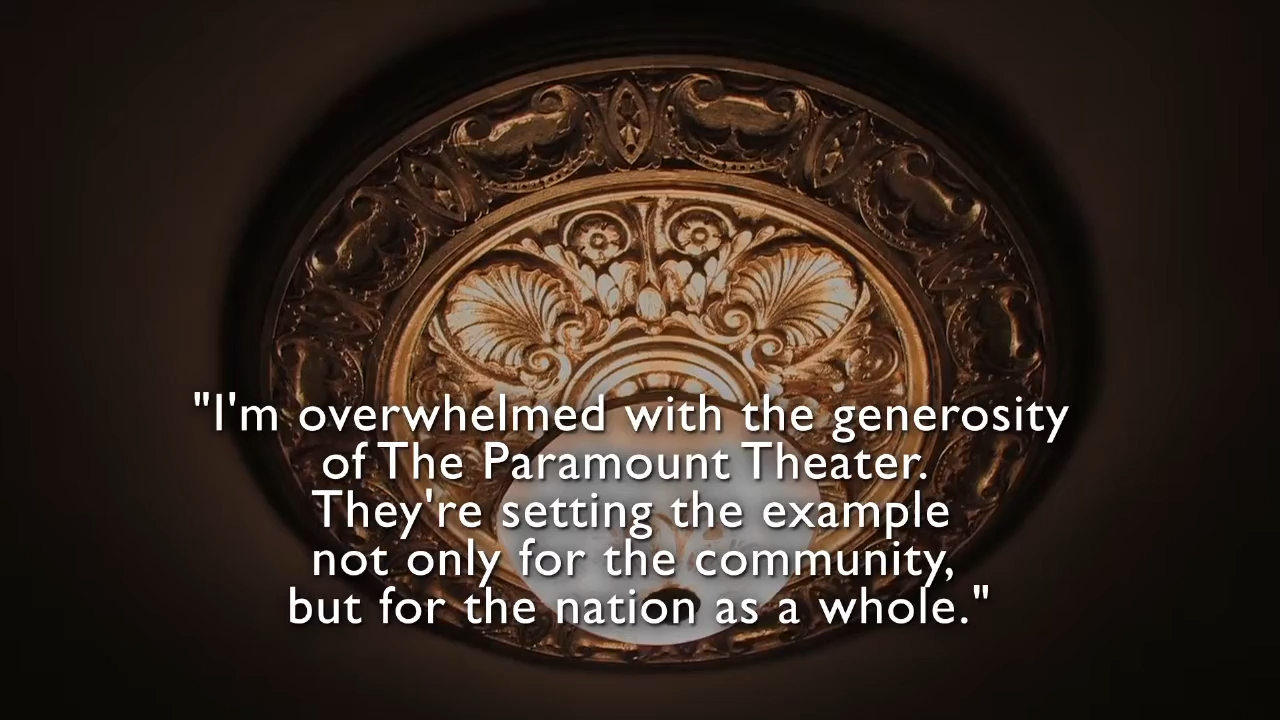 "I'm overwhelmed with the generosity
of The Paramount Theater.
They're setting the example
not only for the community,
but for the nation as a whole."